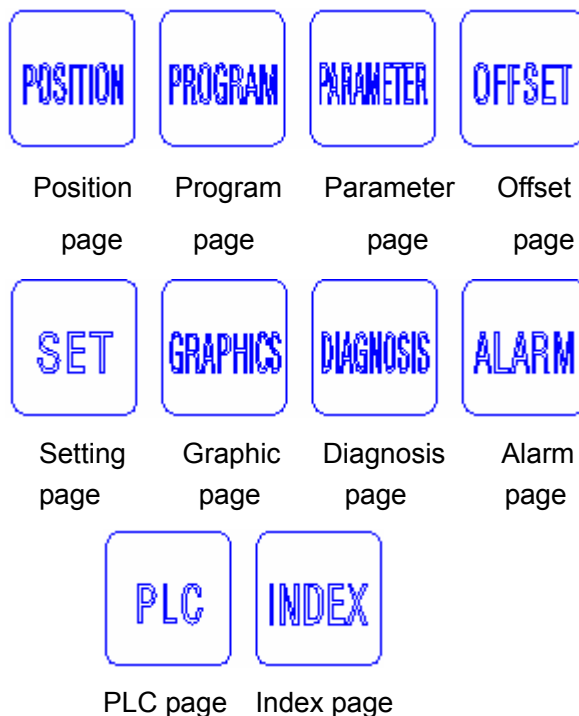 POSITION PROGRAM PARAMETER OFFSET
Position Program Parameter Offset
page page page page
SET GRAPHICS DIAGNOSIS ALARM
Setting Graphic Diagnosis Alarm
page page page page
PLC INDEX
PLC page Index page